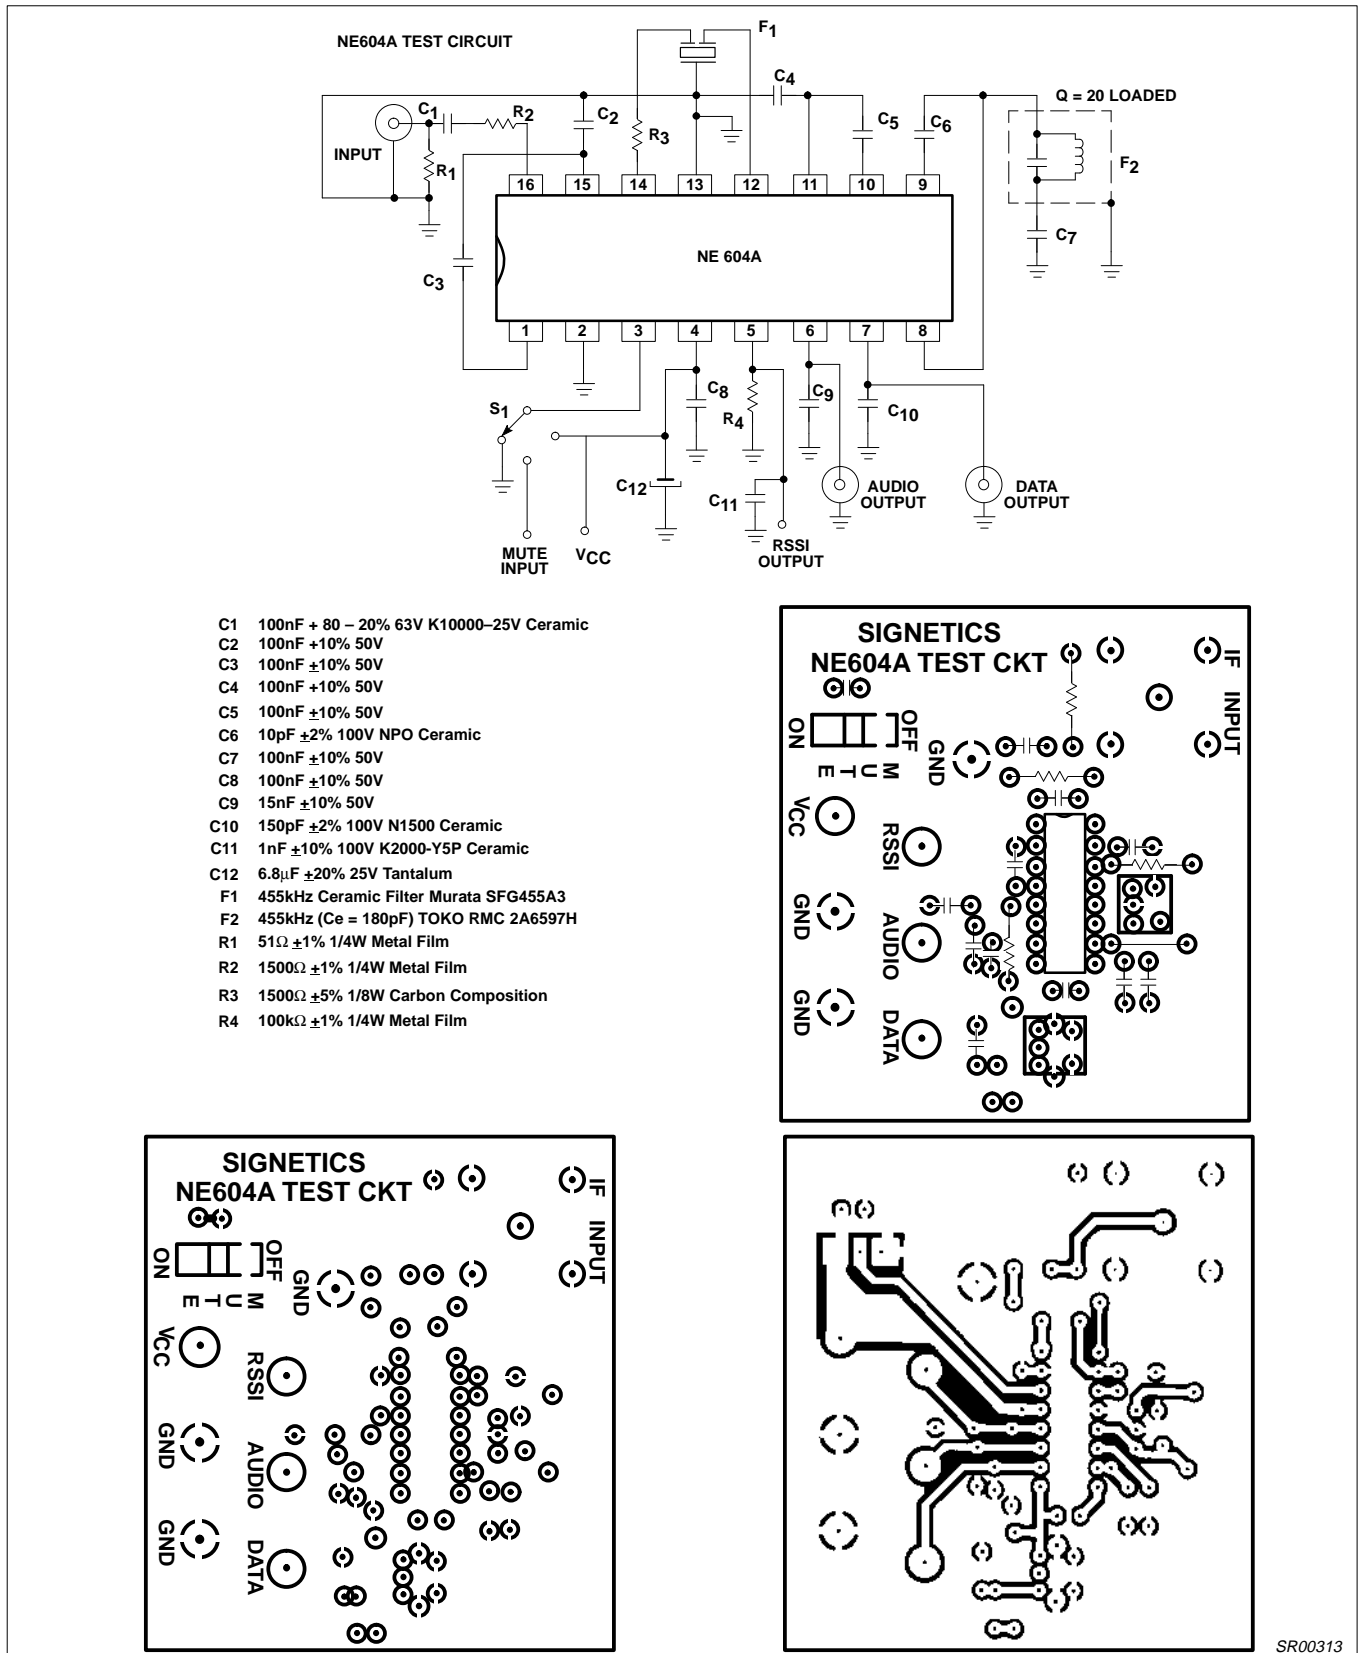 NE604A TEST CIRCUIT
F1
C4
Q = 20 LOADED
C1
R2
C2
R3
C5
C6
INPUT
R1
F2
16 15 14 13 12 11 10 9
C7
NE 604A
C3
1 2 3 4 5 6 7 8
S1
C8
R4
C9
C10
C12
C11
AUDIO
OUTPUT
DATA
OUTPUT
MUTE
INPUT
VCC
RSSI
OUTPUT
C1 100nF + 80 – 20% 63V K10000–25V Ceramic
C2 100nF +10% 50V
C3 100nF ±10% 50V
C4 100nF +10% 50V
C5 100nF ±10% 50V
C6 10pF ±2% 100V NPO Ceramic
C7 100nF ±10% 50V
C8 100nF ±10% 50V
C9 15nF ±10% 50V
C10 150pF ±2% 100V N1500 Ceramic
C11 1nF ±10% 100V K2000-Y5P Ceramic
C12 6.8μF ±20% 25V Tantalum
F1 455kHz Ceramic Filter Murata SFG455A3
F2 455kHz (Ce = 180pF) TOKO RMC 2A6597H
R1 51Ω ±1% 1/4W Metal Film
R2 1500Ω ±1% 1/4W Metal Film
R3 1500Ω ±5% 1/8W Carbon Composition
R4 100kΩ ±1% 1/4W Metal Film
SIGNETICS
NE604A TEST CKT
IF INPUT
ON
OFF
MUTE
GND
VCC
RSSI
GND
AUDIO
GND
DATA
SIGNETICS
NE604A TEST CKT
IF INPUT
ON
OFF
MUTE
GND
VCC
RSSI
GND
AUDIO
GND
DATA
SR00313